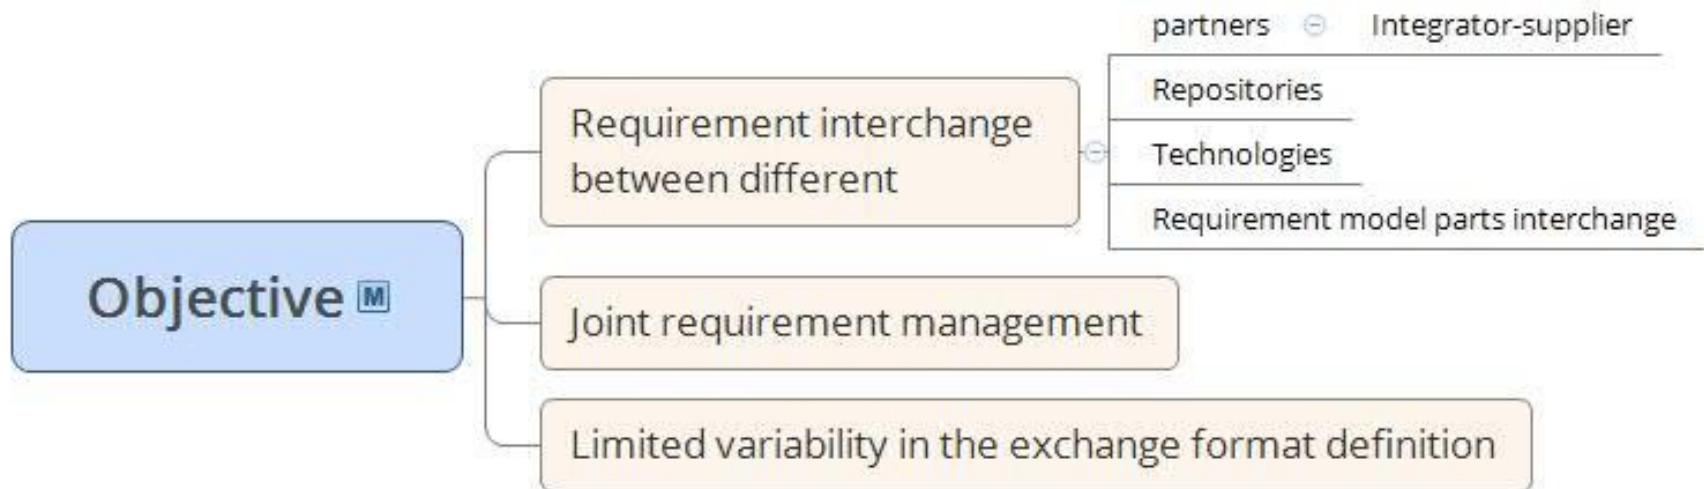 partners Integrator-supplier
Repositories
Requirement interchange
between different
Technologies
Requirement model parts interchange
Objective M
Joint requirement management
Limited variability in the exchange format definition